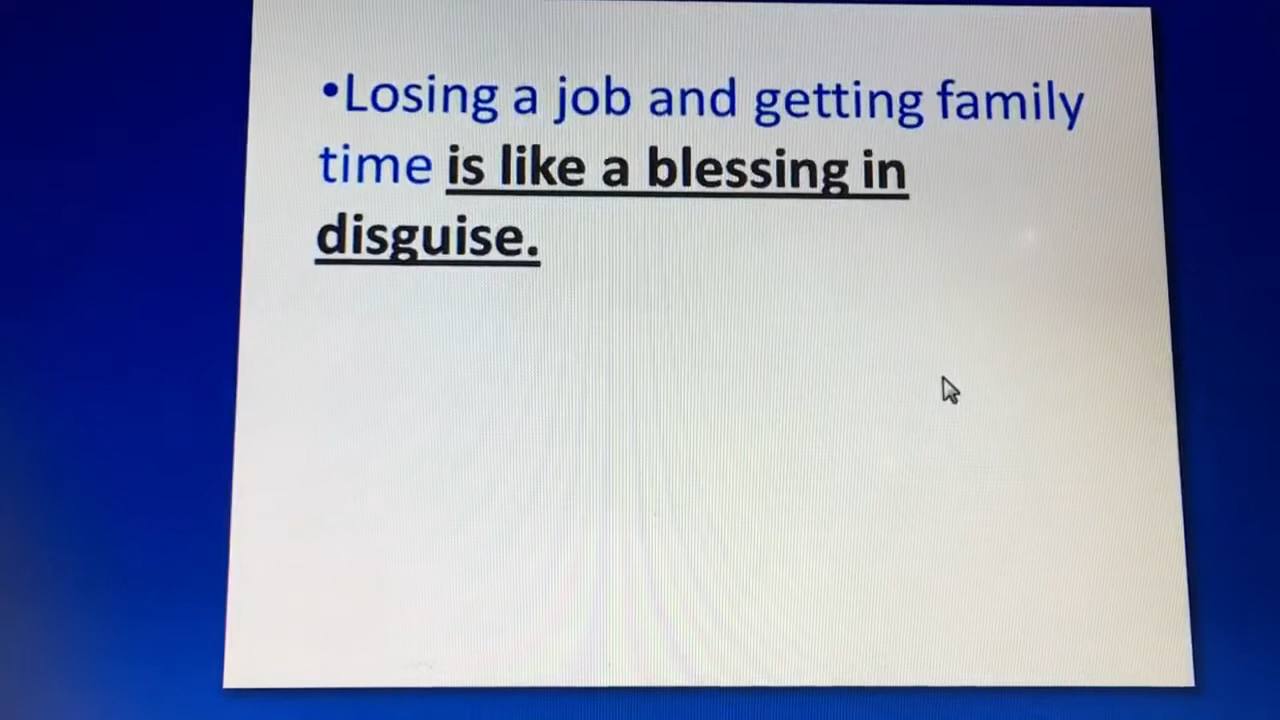 •Losing a job and getting family
time is like a blessing in
disguise.